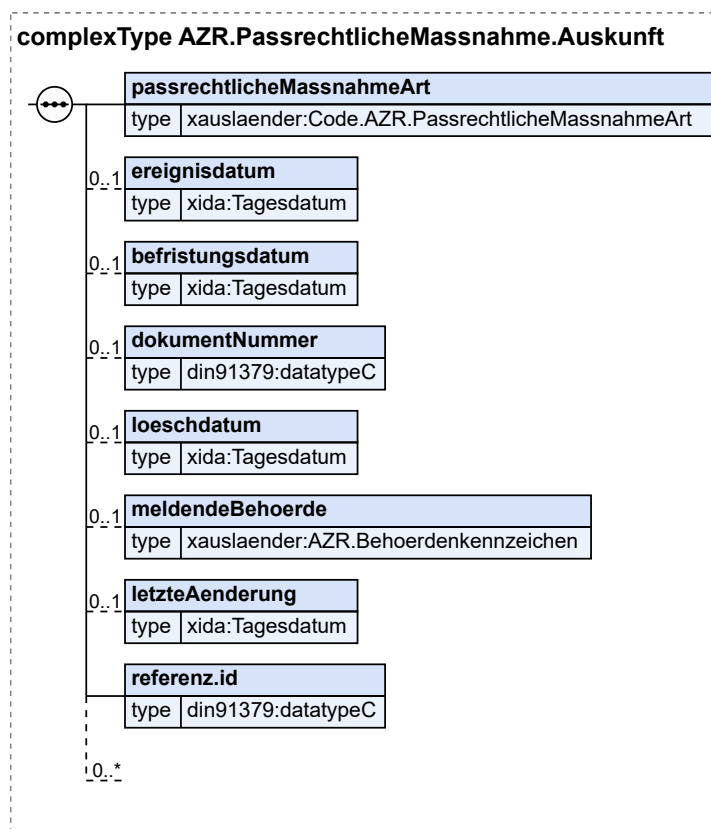 complexType AZR.PassrechtlicheMassnahme.Auskunft
passrechtlicheMassnahmeArt
type xauslaender:Code.AZR.PassrechtlicheMassnahmeArt
0..1 ereignisdatum
type xida:Tagesdatum
0..1 befristungsdatum
type xida:Tagesdatum
0..1 dokumentNummer
type din91379:datatypeC
0..1 loeschdatum
type xida:Tagesdatum
0..1 meldendeBehoerde
type xauslaender:AZR.Behoerdenkennzeichen
0..1 letzteAenderung
type xida:Tagesdatum
referenz.id
type din91379:datatypeC
0..*